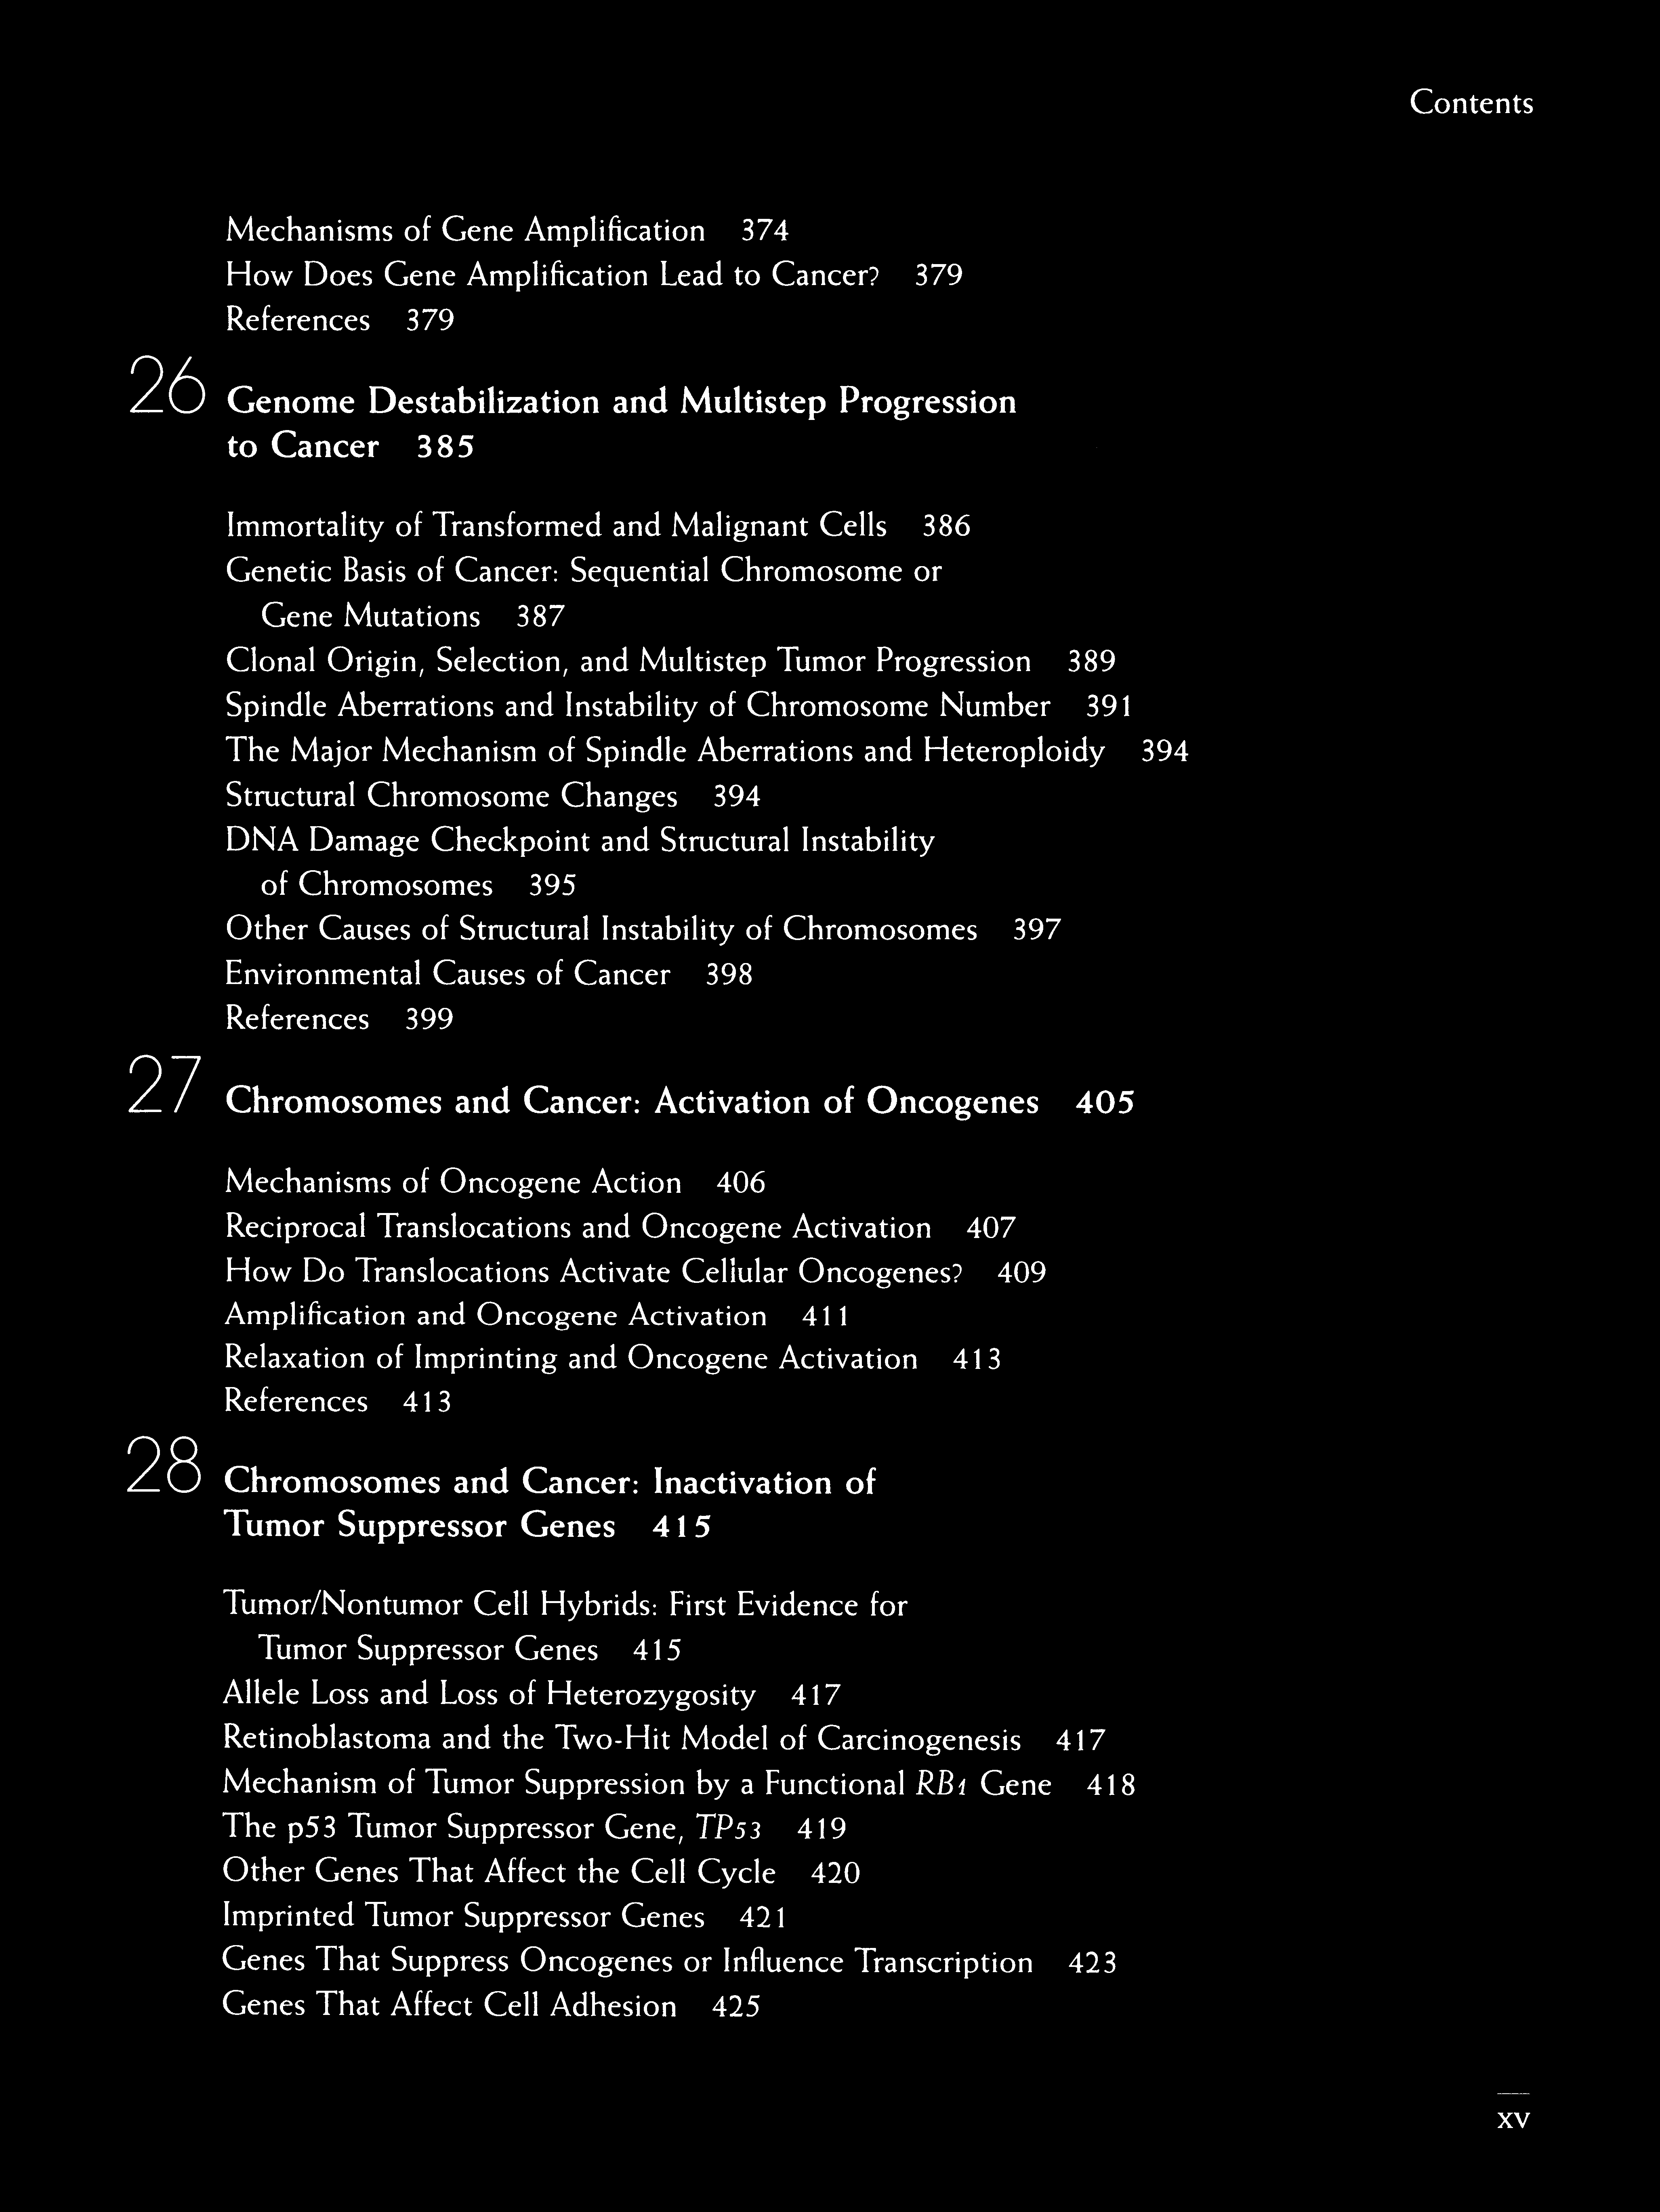 Contents
Mechanisms of Gene Amplification 374
How Does Gene Amplification Lead to Cancer? 379
References 379
26 Genome Destabilization and Multistep Progression
to Cancer 385
Immortality of Transformed and Malignant Cells 386
Genetic Basis of Cancer: Sequential Chromosome or
Gene Mutations 387
Clonal Origin, Selection, and Multistep Tumor Progression 389
Spindle Aberrations and Instability of Chromosome Number 391
The Major Mechanism of Spindle Aberrations and Heteroploidy 394
Structural Chromosome Changes 394
DNA Damage Checkpoint and Structural Instability
of Chromosomes 395
Other Causes of Structural Instability of Chromosomes 397
Environmental Causes of Cancer 398
References 399
27 Chromosomes and Cancer: Activation of Oncogenes 405
Mechanisms of Oncogene Action 406
Reciprocal Translocations and Oncogene Activation 407
How Do Translocations Activate Cellular Oncogenes? 409
Amplification and Oncogene Activation 411
Relaxation of Imprinting and Oncogene Activation 413
References 413
28 Chromosomes and Cancer: Inactivation of
Tumor Suppressor Genes 415
Tumor/Nontumor Cell Hybrids: First Evidence for
Tumor Suppressor Genes 415
Allele Loss and Loss of Heterozygosity 417
Retinoblastoma and the Two-Hit Model of Carcinogenesis 417
Mechanism of Tumor Suppression by a Functional RB1 Gene 418
The p53 Tumor Suppressor Gene, TP53 419
Other Genes That Affect the Cell Cycle 420
Imprinted Tumor Suppressor Genes 421
Genes That Suppress Oncogenes or Influence Transcription 423
Genes That Affect Cell Adhesion 425
xv